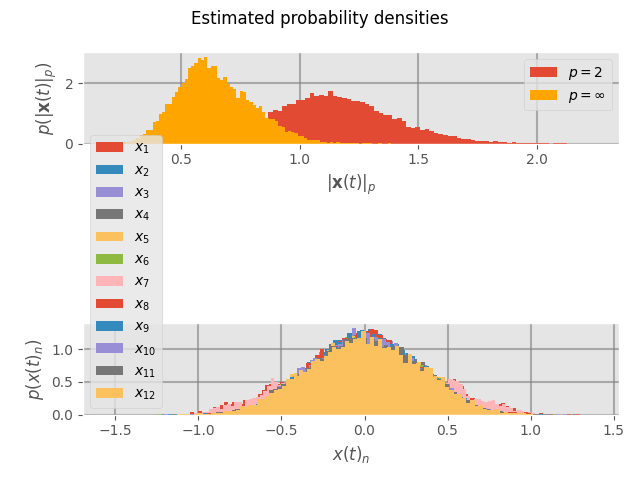 Estimated probability densities
p(|x(t)|ₚ)
2
0
p = 2
p = ∞
0.5 1.0 1.5 2.0
|x(t)|ₚ
x₁
x₂
x₃
x₄
x₅
x₆
x₇
x₈
x₉
x₁₀
x₁₁
x₁₂
p(x(t)ₙ)
1.0
0.5
0.0
−1.5 −1.0 −0.5 0.0 0.5 1.0 1.5
x(t)ₙ